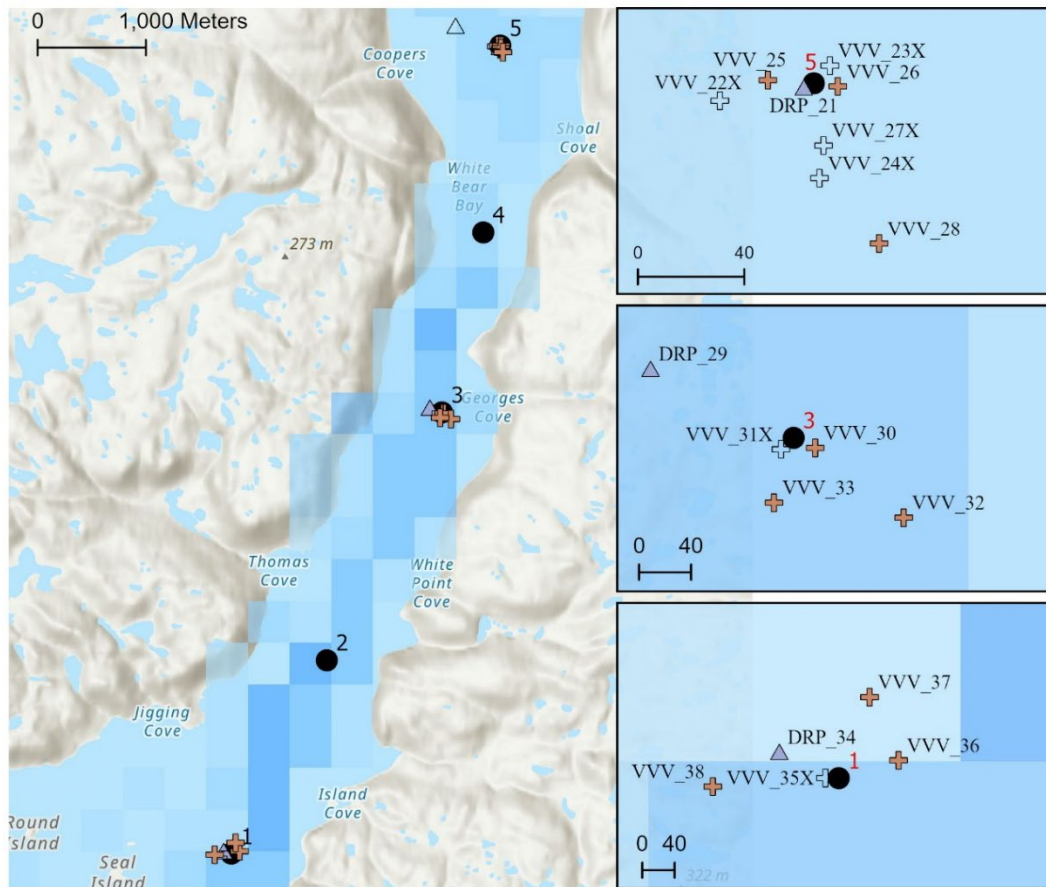 0 1,000 Meters
Coopers
Cove
5
Shoal
Cove
White
Bear
Bay
4
273 m
3
Georges
Cove
Thomas
Cove
White
Point
Cove
2
Jigging
Cove
Island
Cove
1
Round
Island
Seal
Island
VVV_25
5
VVV_23X
VVV_22X
VVV_26
DRP_21
VVV_27X
VVV_24X
VVV_28
0 40
DRP_29
3
VVV_31X
VVV_30
VVV_33
VVV_32
0 40
VVV_37
DRP_34
1
VVV_36
VVV_38
VVV_35X
0 40
322 m